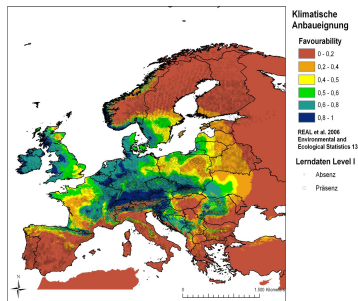 Klimatische
Anbaueignung
Favourability
0 - 0,2
0,2 - 0,4
0,4 - 0,5
0,5 - 0,6
0,6 - 0,8
0,8 - 1
REAL et al. 2006
Environmental and
Ecological Statistics 13
Lerndaten Level I
Absenz
Präsenz
N
0